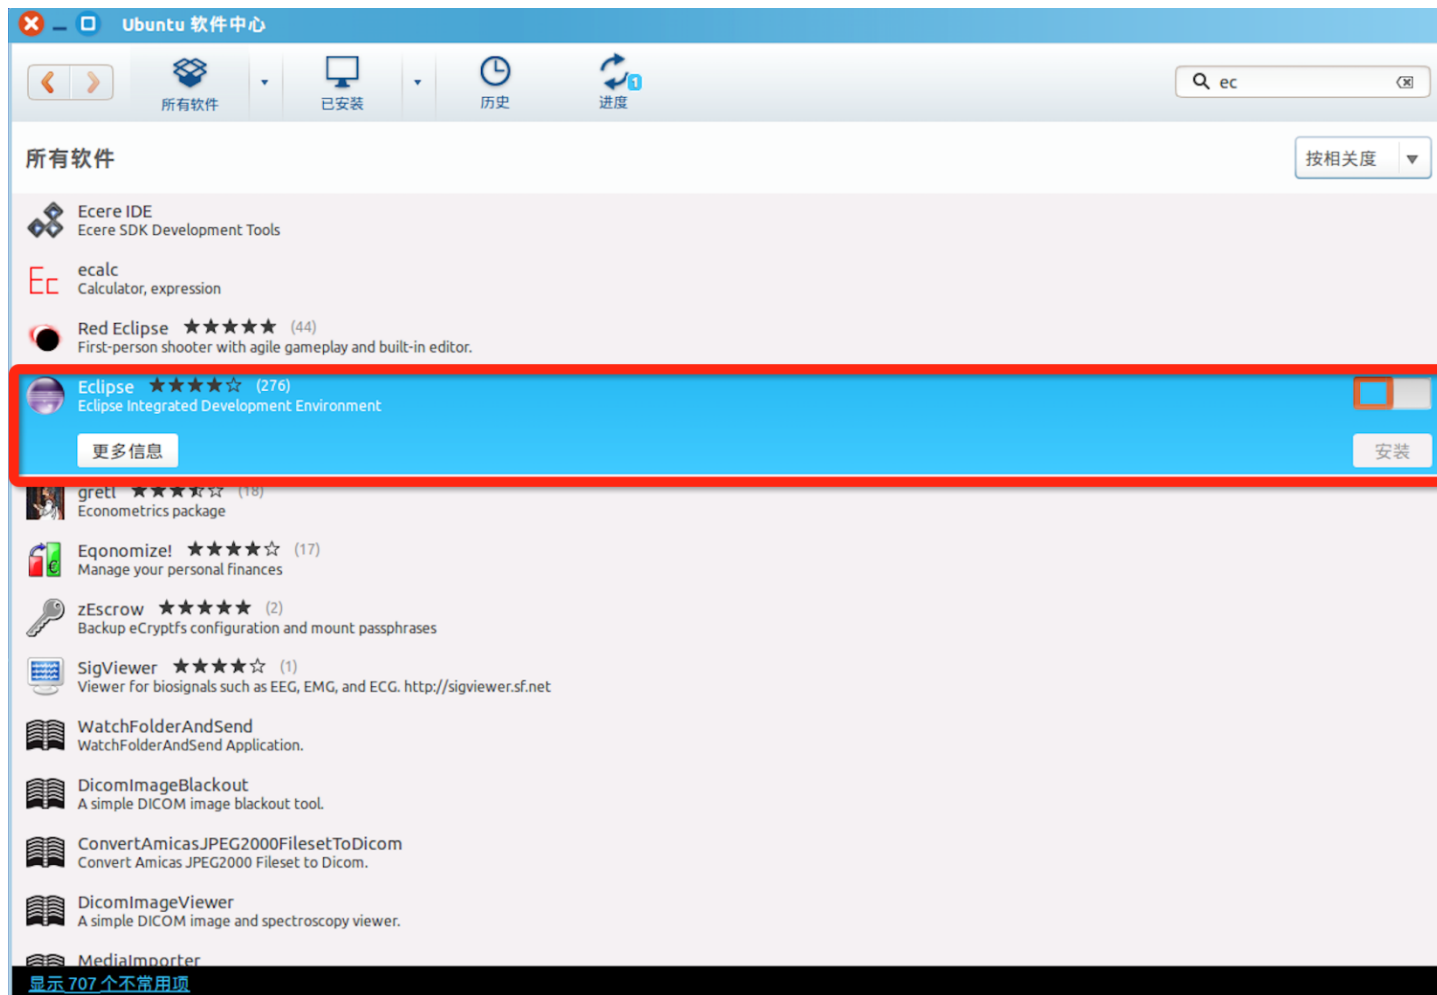 Ubuntu 软件中心
所有软件
已安装
历史
进度
1
ec
所有软件
按相关度
Ecere IDE
Ecere SDK Development Tools
Ec
ecalc
Calculator, expression
Red Eclipse (44)
First-person shooter with agile gameplay and built-in editor.
Eclipse (276)
Eclipse Integrated Development Environment
更多信息
安装
gretl (18)
Econometrics package
Eqonomize! (17)
Manage your personal finances
zEscrow (2)
Backup eCryptfs configuration and mount passphrases
SigViewer (1)
Viewer for biosignals such as EEG, EMG, and ECG. http://sigviewer.sf.net
WatchFolderAndSend
WatchFolderAndSend Application.
DicomImageBlackout
A simple DICOM image blackout tool.
ConvertAmicasJPEG2000FilesetToDicom
Convert Amicas JPEG2000 Fileset to Dicom.
DicomImageViewer
A simple DICOM image and spectroscopy viewer.
MediaImporter
显示 707 个不常用项